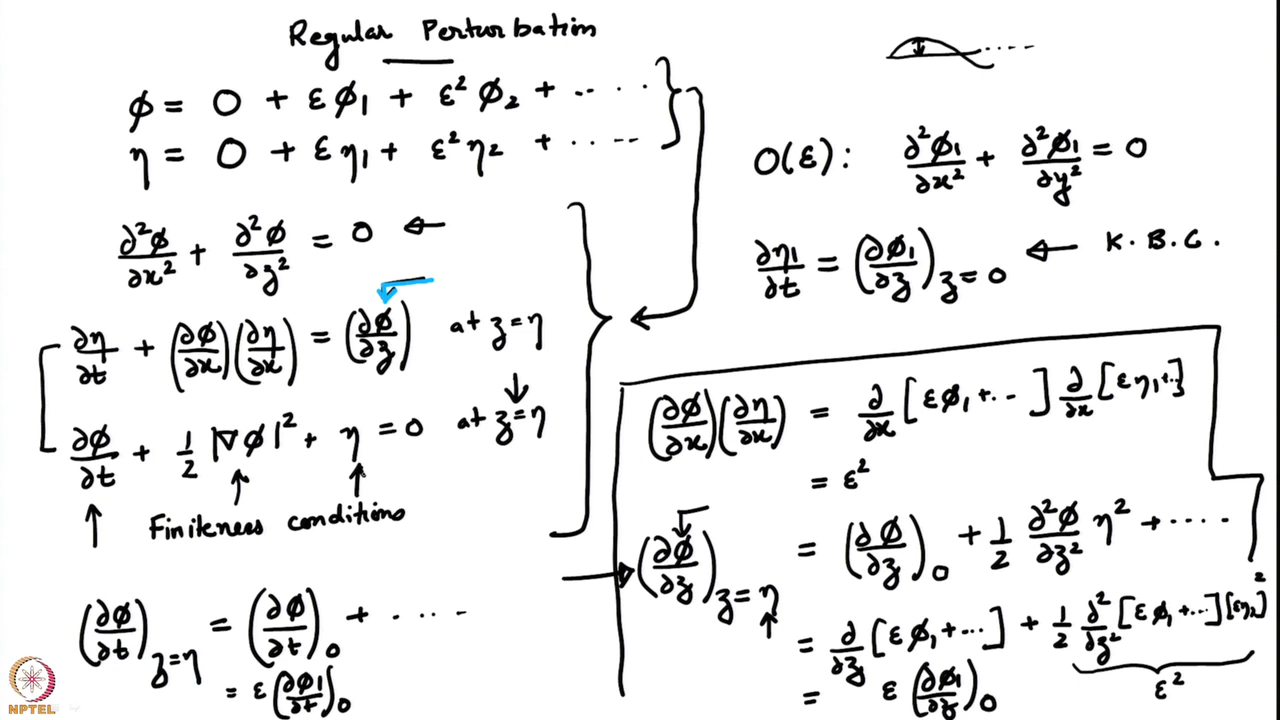 Regular Perturbation
ϕ = 0 + εϕ₁ + ε²ϕ₂ + ......
η = 0 + εη₁ + ε²η₂ + ......
∂²ϕ/∂x² + ∂²ϕ/∂z² = 0 ←
∂η/∂t + (∂ϕ/∂x)(∂η/∂x) = (∂ϕ/∂z) at z=η
∂ϕ/∂t + 1/2 |∇ϕ|² + η = 0 at z=η
Finiteness conditions
(∂ϕ/∂t)_{z=η} = (∂ϕ/∂t)₀ + ....
= ε(∂ϕ₁/∂t)₀
O(ε): ∂²ϕ₁/∂x² + ∂²ϕ₁/∂y² = 0
∂η₁/∂t = (∂ϕ₁/∂z)_{z=0} ← K.B.C.
(∂ϕ/∂x)(∂η/∂x) = ∂/∂x [εϕ₁+...] ∂/∂x [εη₁+..]
= ε²
(∂ϕ/∂z)_{z=η} = (∂ϕ/∂z)₀ + 1/2 ∂²ϕ/∂z² η² + .....
= ∂/∂z [εϕ₁+...] + 1/2 ∂²/∂z² [εϕ₁+...][εη₂]²
ε²
= ε(∂ϕ₁/∂z)₀
NPTEL